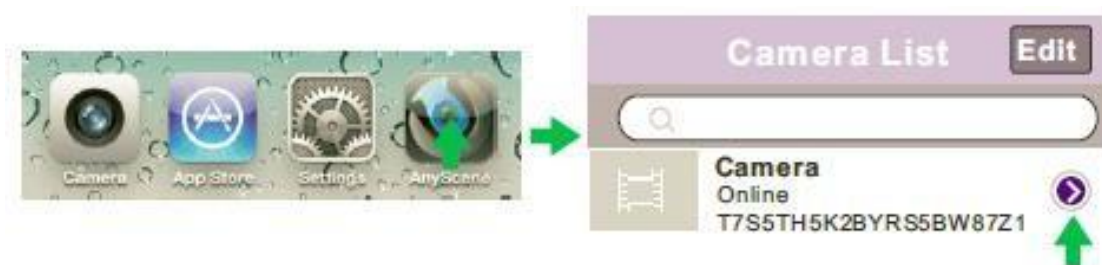 Camera App Store Settings AnyScene
Camera List Edit
Camera
Online
T7S5TH5K2BYRS5BW87Z1